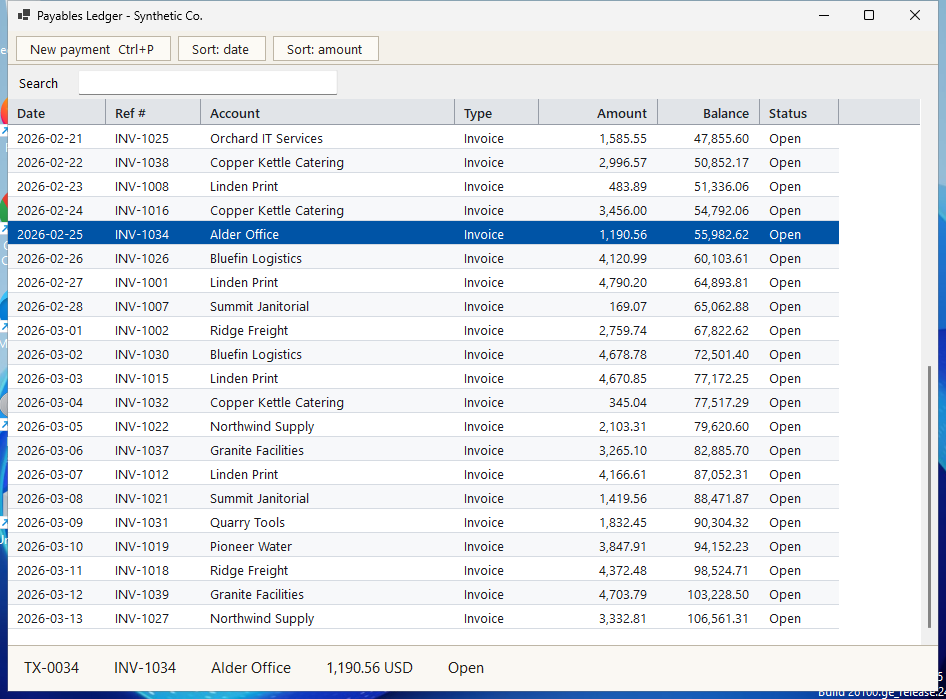 Payables Ledger - Synthetic Co.
New payment Ctrl+P Sort: date Sort: amount
Search
Date Ref # Account Type Amount Balance Status
2026-02-21 INV-1025 Orchard IT Services Invoice 1,585.55 47,855.60 Open
2026-02-22 INV-1038 Copper Kettle Catering Invoice 2,996.57 50,852.17 Open
2026-02-23 INV-1008 Linden Print Invoice 483.89 51,336.06 Open
2026-02-24 INV-1016 Copper Kettle Catering Invoice 3,456.00 54,792.06 Open
2026-02-25 INV-1034 Alder Office Invoice 1,190.56 55,982.62 Open
2026-02-26 INV-1026 Bluefin Logistics Invoice 4,120.99 60,103.61 Open
2026-02-27 INV-1001 Linden Print Invoice 4,790.20 64,893.81 Open
2026-02-28 INV-1007 Summit Janitorial Invoice 169.07 65,062.88 Open
2026-03-01 INV-1002 Ridge Freight Invoice 2,759.74 67,822.62 Open
2026-03-02 INV-1030 Bluefin Logistics Invoice 4,678.78 72,501.40 Open
2026-03-03 INV-1015 Linden Print Invoice 4,670.85 77,172.25 Open
2026-03-04 INV-1032 Copper Kettle Catering Invoice 345.04 77,517.29 Open
2026-03-05 INV-1022 Northwind Supply Invoice 2,103.31 79,620.60 Open
2026-03-06 INV-1037 Granite Facilities Invoice 3,265.10 82,885.70 Open
2026-03-07 INV-1012 Linden Print Invoice 4,166.61 87,052.31 Open
2026-03-08 INV-1021 Summit Janitorial Invoice 1,419.56 88,471.87 Open
2026-03-09 INV-1031 Quarry Tools Invoice 1,832.45 90,304.32 Open
2026-03-10 INV-1019 Pioneer Water Invoice 3,847.91 94,152.23 Open
2026-03-11 INV-1018 Ridge Freight Invoice 4,372.48 98,524.71 Open
2026-03-12 INV-1039 Granite Facilities Invoice 4,703.79 103,228.50 Open
2026-03-13 INV-1027 Northwind Supply Invoice 3,332.81 106,561.31 Open
TX-0034 INV-1034 Alder Office 1,190.56 USD Open